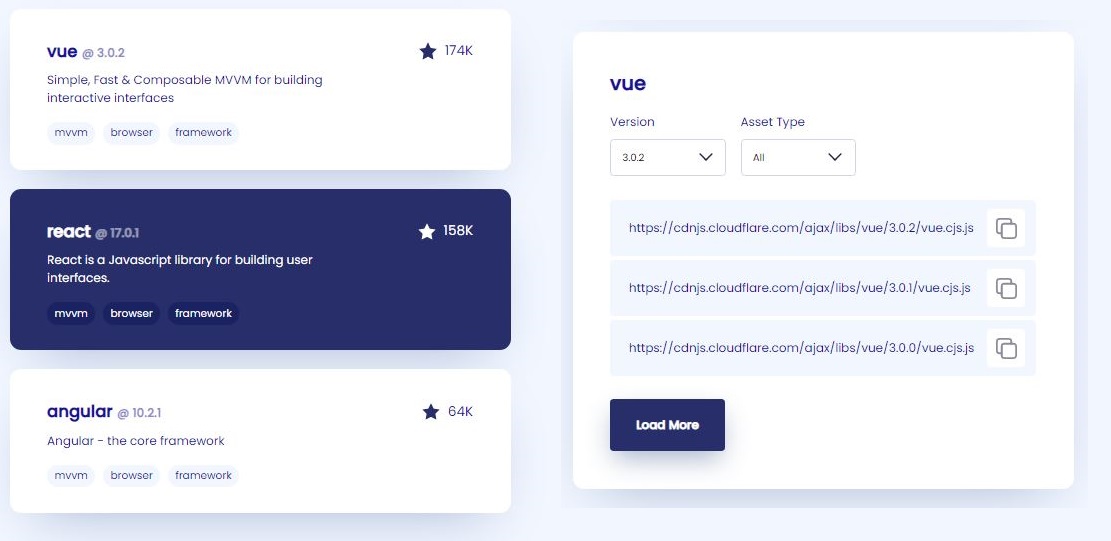 vue @ 3.0.2
174K
Simple, Fast & Composable MVVM for building
interactive interfaces
mvvm browser framework
react @ 17.0.1
158K
React is a Javascript library for building user
interfaces.
mvvm browser framework
angular @ 10.2.1
64K
Angular - the core framework
mvvm browser framework
vue
Version Asset Type
3.0.2 All
https://cdnjs.cloudflare.com/ajax/libs/vue/3.0.2/vue.cjs.js
https://cdnjs.cloudflare.com/ajax/libs/vue/3.0.1/vue.cjs.js
https://cdnjs.cloudflare.com/ajax/libs/vue/3.0.0/vue.cjs.js
Load More